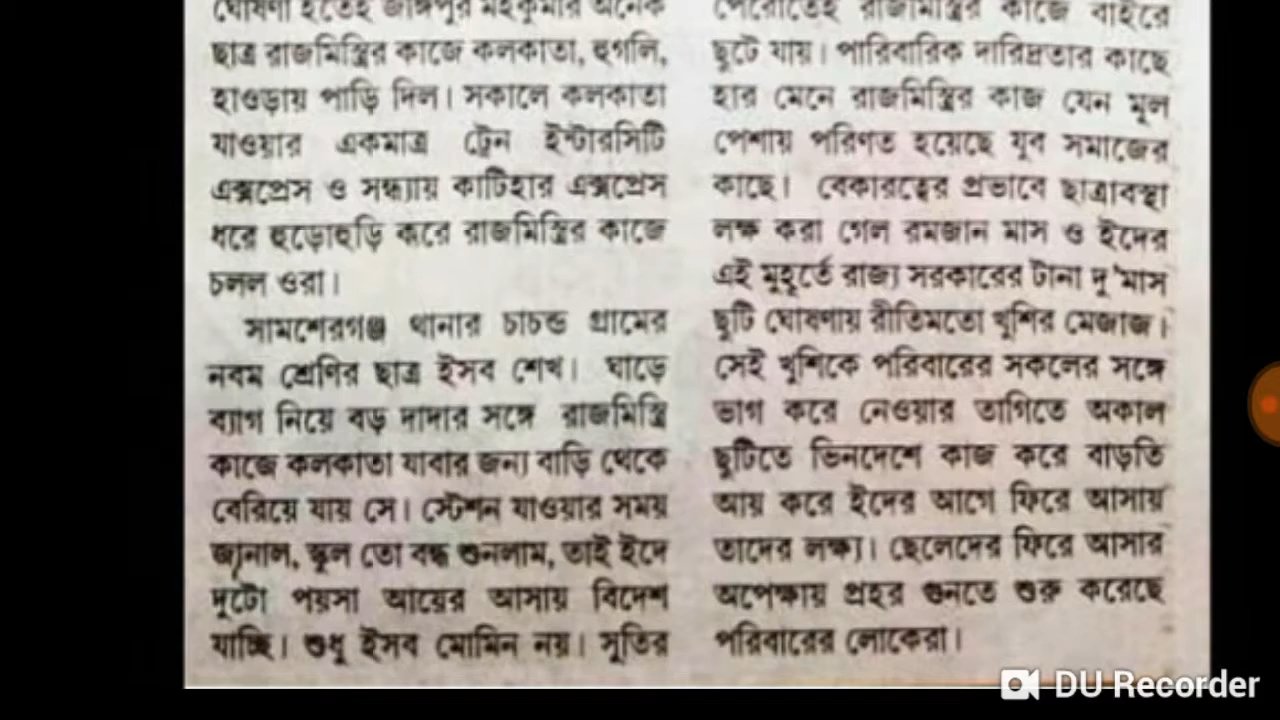 ঘোষণা হতেই জঙ্গিপুর মহকুমার অনেক
ছাত্র রাজমিস্ত্রির কাজে কলকাতা, হুগলি,
হাওড়ায় পাড়ি দিল। সকালে কলকাতা
যাওয়ার একমাত্র ট্রেন ইন্টারসিটি
এক্সপ্রেস ও সন্ধ্যায় কাটিহার এক্সপ্রেস
ধরে হুড়োহুড়ি করে রাজমিস্ত্রির কাজে
চলল ওরা।
সামশেরগঞ্জ থানার চাচন্ড গ্রামের
নবম শ্রেণির ছাত্র ইসব শেখ। ঘাড়ে
ব্যাগ নিয়ে বড় দাদার সঙ্গে রাজমিস্ত্রি
কাজে কলকাতা যাবার জন্য বাড়ি থেকে
বেরিয়ে যায় সে। স্টেশন যাওয়ার সময়
জানাল, স্কুল তো বন্ধ শুনলাম, তাই ইদে
দুটো পয়সা আয়ের আসায় বিদেশ
যাচ্ছি। শুধু ইসব মোমিন নয়। সূতির
পেরোতেই রাজমিস্ত্রির কাজে বাইরে
ছুটে যায়। পারিবারিক দারিদ্রতার কাছে
হার মেনে রাজমিস্ত্রির কাজ যেন মূল
পেশায় পরিণত হয়েছে যুব সমাজের
কাছে। বেকারত্বের প্রভাবে ছাত্রাবস্থা
লক্ষ করা গেল রমজান মাস ও ইদের
এই মুহূর্তে রাজ্য সরকারের টানা দু'মাস
ছুটি ঘোষণায় রীতিমতো খুশির মেজাজ।
সেই খুশিকে পরিবারের সকলের সঙ্গে
ভাগ করে নেওয়ার তাগিতে অকাল
ছুটিতে ভিনদেশে কাজ করে বাড়তি
আয় করে ইদের আগে ফিরে আসায়
তাদের লক্ষ্য। ছেলেদের ফিরে আসার
অপেক্ষায় প্রহর গুনতে শুরু করেছে
পরিবারের লোকেরা।
DU Recorder